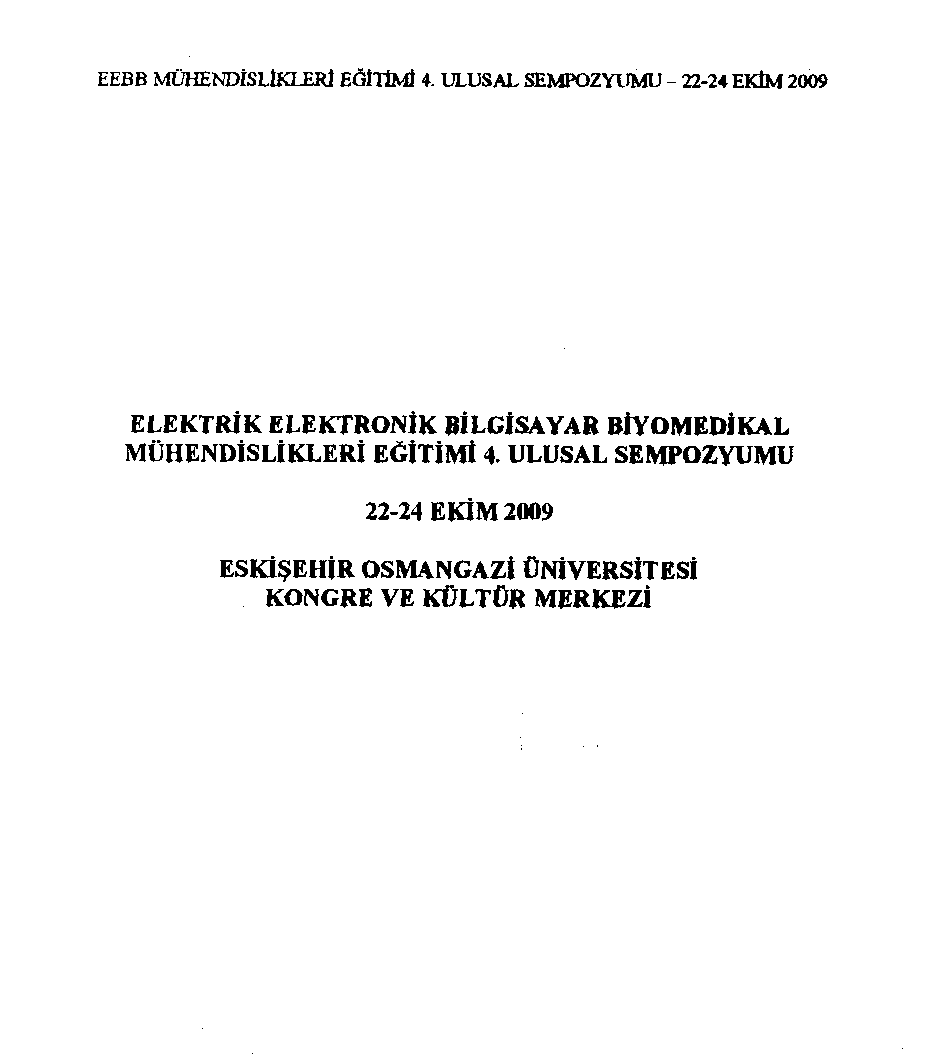 EEBB MÜHENDİSLİKLERİ EĞİTİMİ 4. ULUSAL SEMPOZYUMU – 22-24 EKİM 2009
ELEKTRİK ELEKTRONİK BİLGİSAYAR BİYOMEDİKAL
MÜHENDİSLİKLERİ EĞİTİMİ 4. ULUSAL SEMPOZYUMU
22-24 EKİM 2009
ESKİŞEHİR OSMANGAZİ ÜNİVERSİTESİ
KONGRE VE KÜLTÜR MERKEZİ